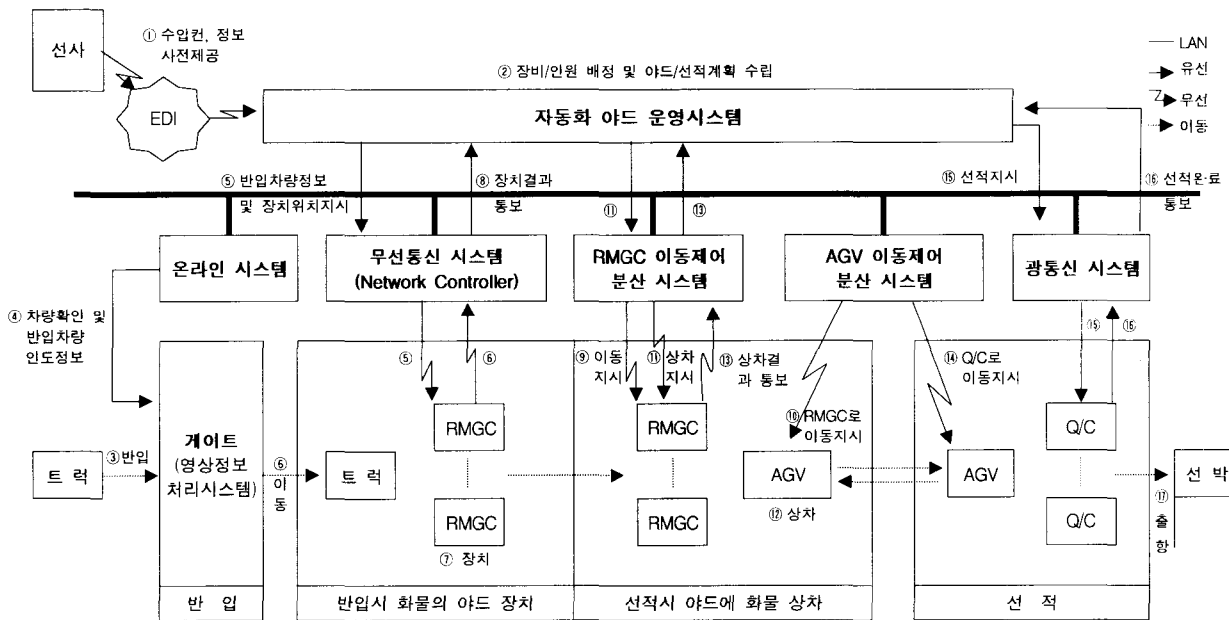 선사
① 수입컨, 정보
사전제공
EDI
② 장비/인원 배정 및 야드/선적계획 수립
자동화 야드 운영시스템
LAN
유선
우선
이동
⑤ 반입차량정보
및 장치위치지시
⑧ 장치결과
통보
⑪
⑬
⑮ 선적지시
⑯ 선적완료
통보
온라인 시스템
무선통신 시스템
(Network Controller)
RMGC 이동제어
분산 시스템
AGV 이동제어
분산 시스템
광통신 시스템
④ 차량확인 및
반입차량
인도정보
⑤
⑥
⑨ 이동
지시
⑪ 상차
지시
⑬ 상차결
과 통보
⑭ Q/C로
이동지시
⑮
⑯
RMGC
RMGC
⑩ RMGC로
이동지시
Q/C
게이트
(영상정보
처리시스템)
트 럭
③ 반입
⑥
이
동
토 럭
AGV
AGV
선 박
⑫ 상차
RMGC
RMGC
Q/C
⑰
출
항
⑦ 장치
반 입
반입시 화물의 야드 장치
선적시 야드에 화물 상차
선 적